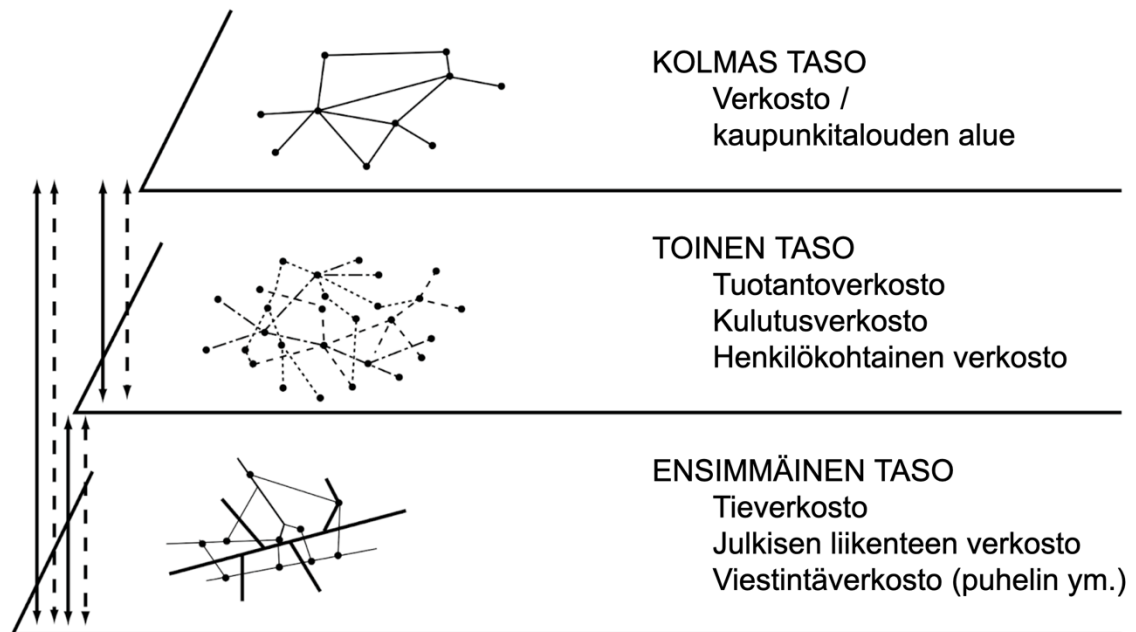 KOLMAS TASO
Verkosto /
kaupunkitalouden alue
TOINEN TASO
Tuotantoverkosto
Kulutusverkosto
Henkilökohtainen verkosto
ENSIMMÄINEN TASO
Tieverkosto
Julkisen liikenteen verkosto
Viestintäverkosto (puhelin ym.)